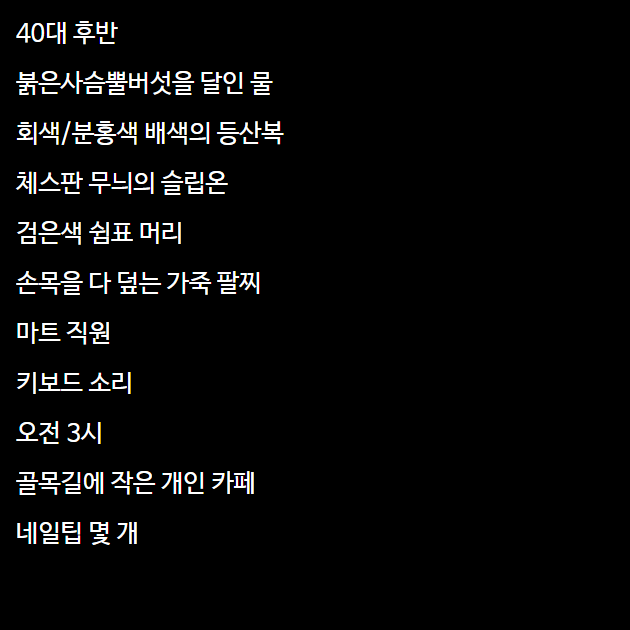 40대 후반
붉은사슴뿔버섯을 달인 물
회색/분홍색 배색의 등산복
체스판 무늬의 슬립온
검은색 쉼표 머리
손목을 다 덮는 가죽 팔찌
마트 직원
키보드 소리
오전 3시
골목길에 작은 개인 카페
네일팁 몇 개